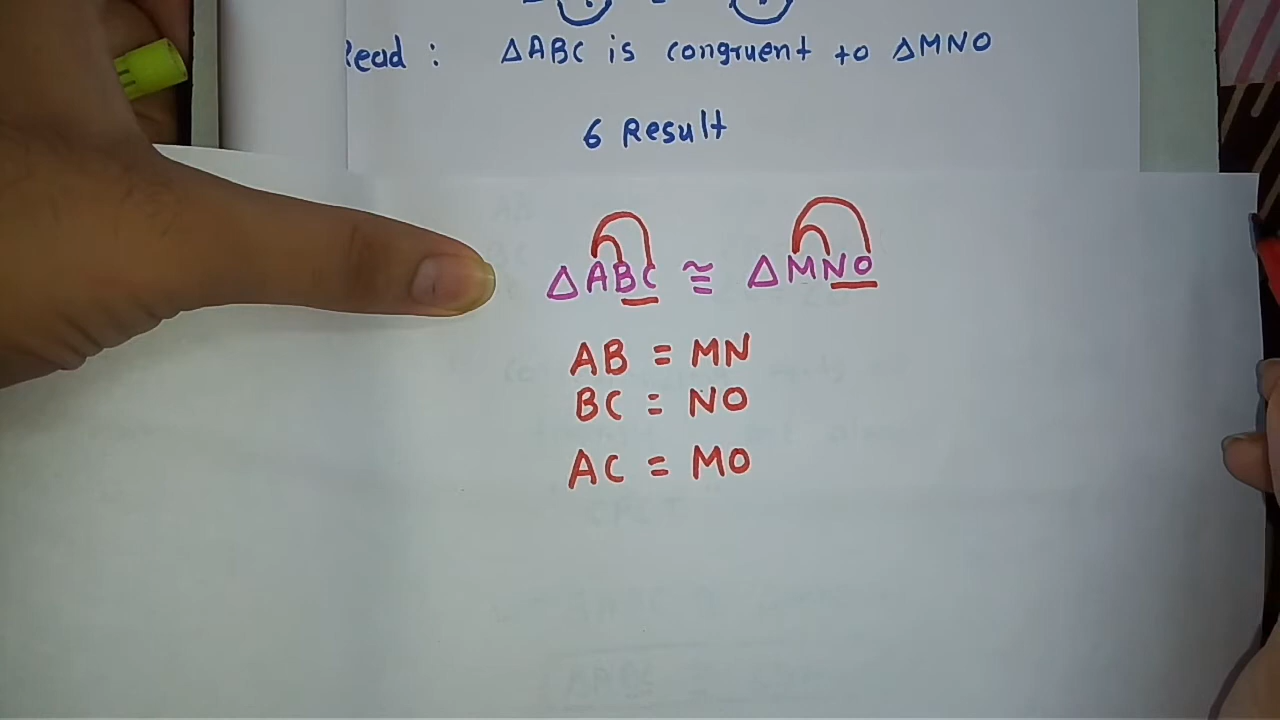 Read : ΔABC is congruent to ΔMNO
6 Result
ΔABC ≅ ΔMNO
AB = MN
BC = NO
AC = MO